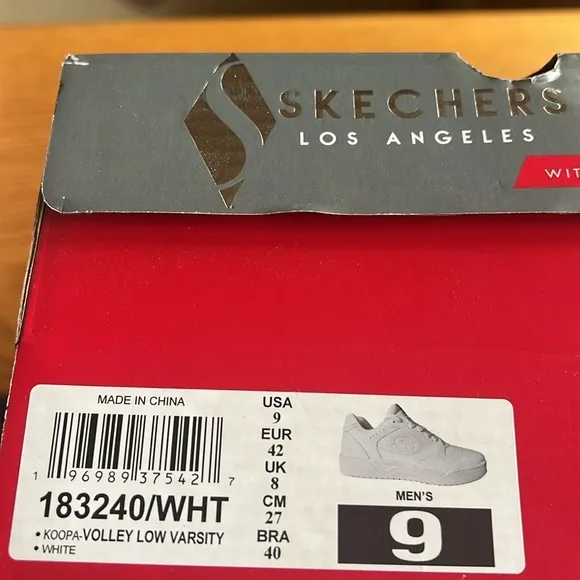 SKECHERS
LOS ANGELES
MADE IN CHINA
1 96989 37542 7
183240/WHT
• KOOPA-VOLLEY LOW VARSITY
• WHITE
USA
9
EUR
42
UK
8
CM
27
BRA
40
MEN'S
9